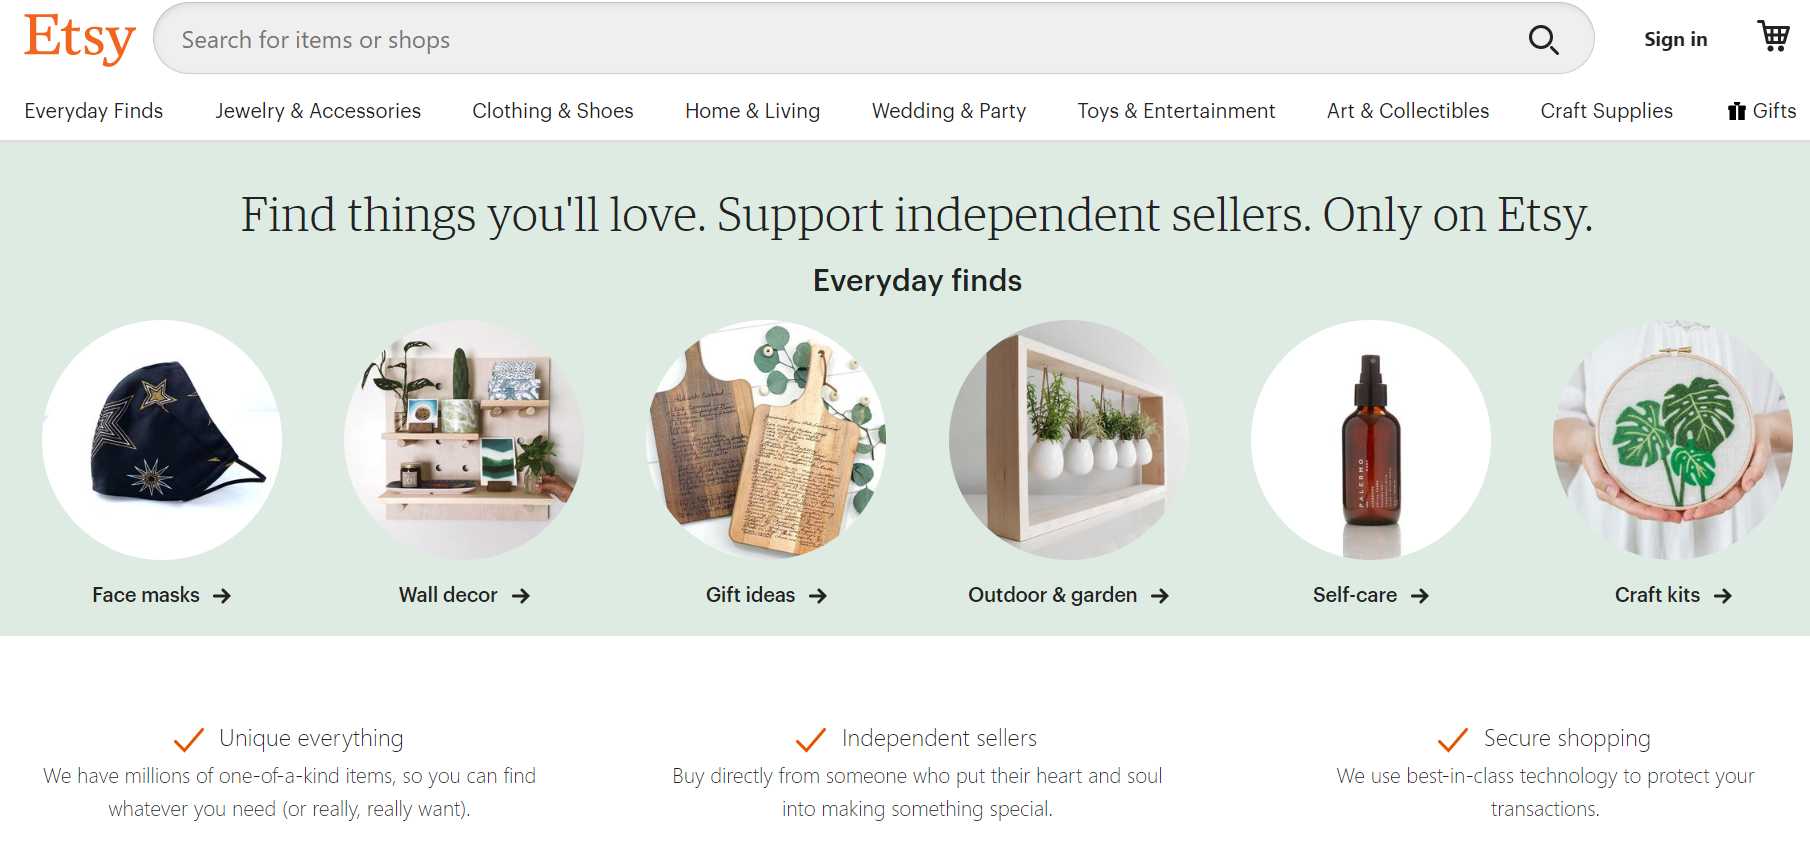 Etsy
Search for items or shops
Sign in
Everyday Finds
Jewelry & Accessories
Clothing & Shoes
Home & Living
Wedding & Party
Toys & Entertainment
Art & Collectibles
Craft Supplies
Gifts
Find things you'll love. Support independent sellers. Only on Etsy.
Everyday finds
PALERMO
Face masks
Wall decor
Gift ideas
Outdoor & garden
Self-care
Craft kits
Unique everything
We have millions of one-of-a-kind items, so you can find
whatever you need (or really, really want).
Independent sellers
Buy directly from someone who put their heart and soul
into making something special.
Secure shopping
We use best-in-class technology to protect your
transactions.